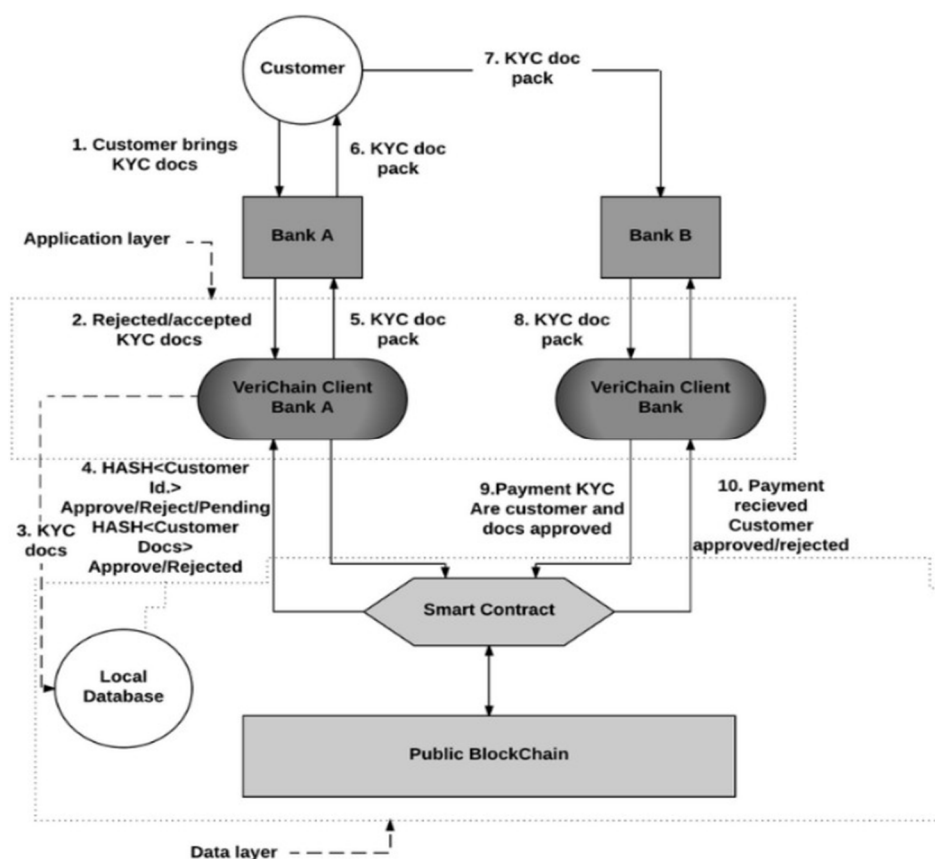 Customer
7. KYC doc
pack
1. Customer brings
KYC docs
6. KYC doc
pack
Bank A
Bank B
Application layer
2. Rejected/accepted
KYC docs
5. KYC doc
pack
8. KYC doc
pack
VeriChain Client
Bank A
VeriChain Client
Bank
4. HASH<Customer
Id.>
Approve/Reject/Pending
HASH<Customer
Docs>
Approve/Rejected
3. KYC
docs
9.Payment KYC
Are customer and
docs approved
10. Payment
recieved
Customer
approved/rejected
Smart Contract
Local
Database
Public BlockChain
Data layer